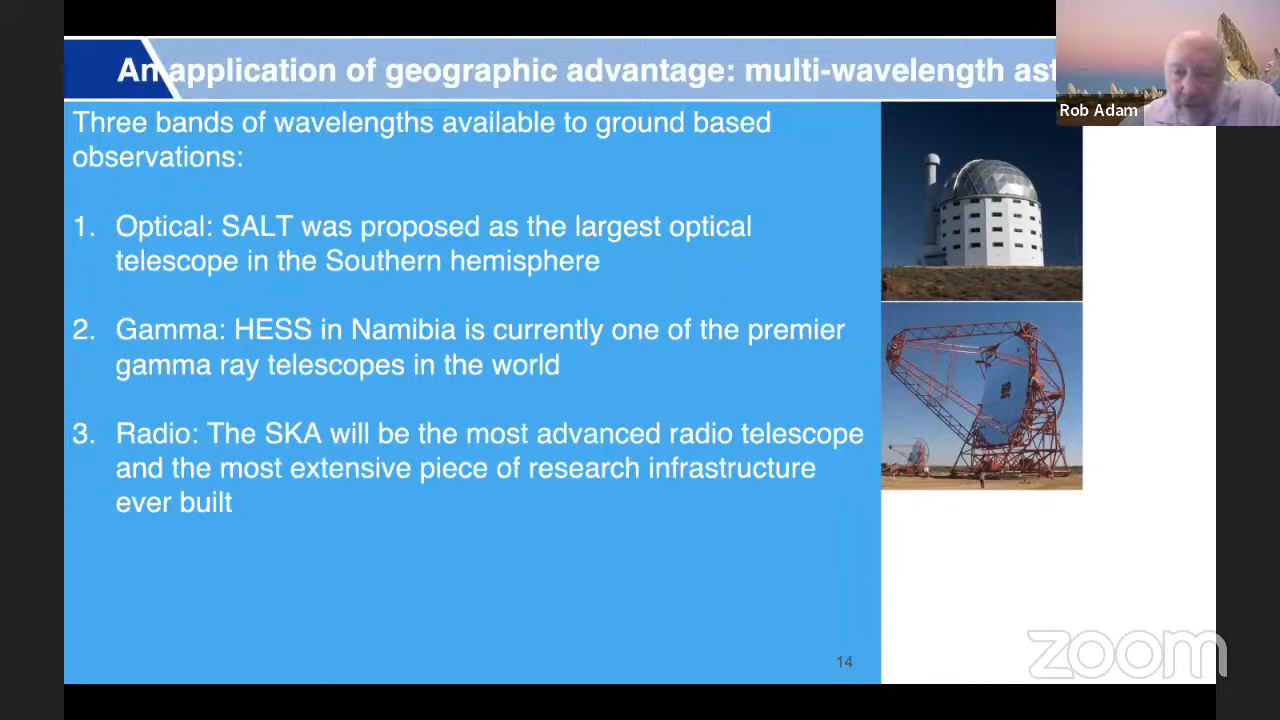 An application of geographic advantage: multi-wavelength ast
Rob Adam
Three bands of wavelengths available to ground based
observations:
1. Optical: SALT was proposed as the largest optical
telescope in the Southern hemisphere
2. Gamma: HESS in Namibia is currently one of the premier
gamma ray telescopes in the world
3. Radio: The SKA will be the most advanced radio telescope
and the most extensive piece of research infrastructure
ever built
14
zoom